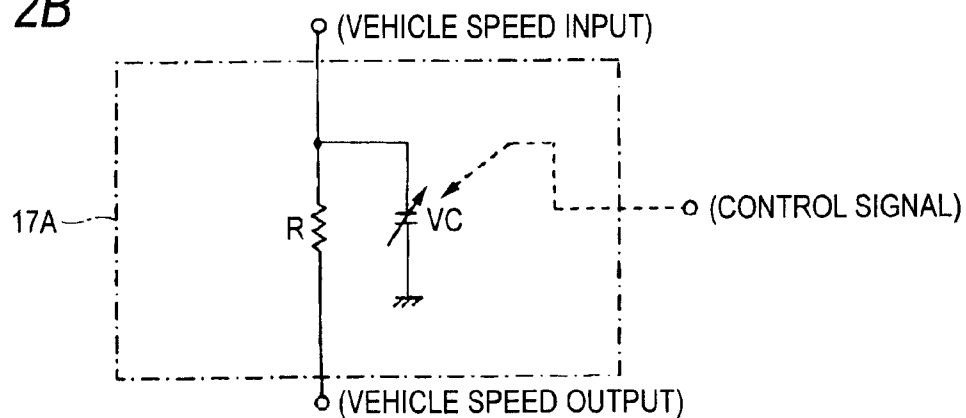 2B
(VEHICLE SPEED INPUT)
17A
R
VC
(CONTROL SIGNAL)
(VEHICLE SPEED OUTPUT)